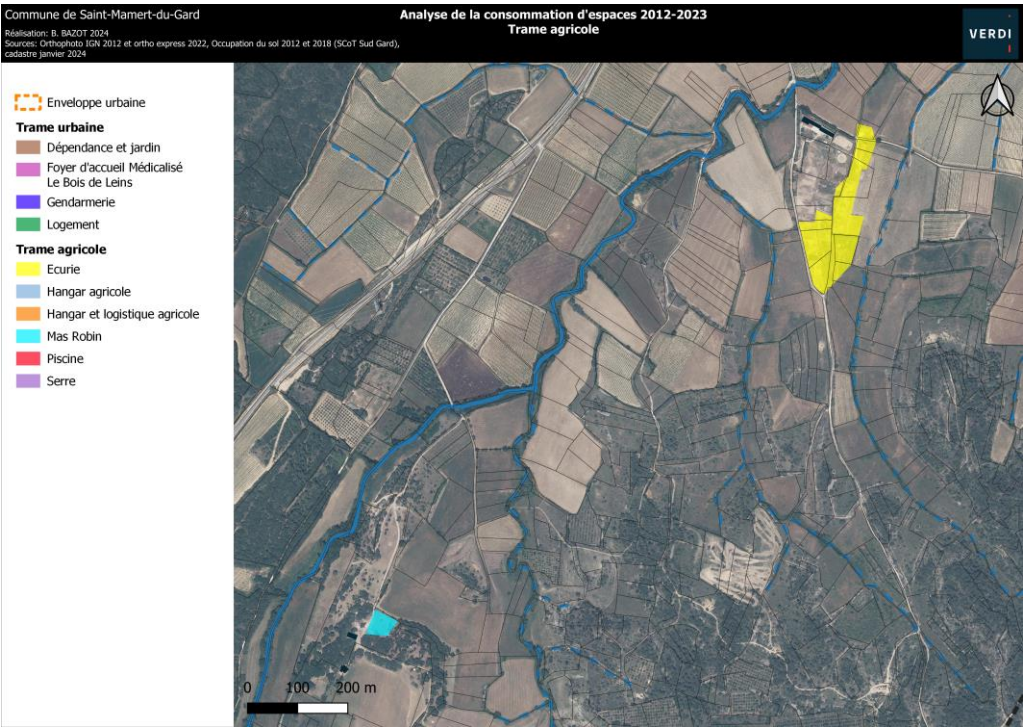 Commune de Saint-Mamert-du-Gard
Réalisation: B. BAZOT 2024
Sources: Orthophoto IGN 2012 et ortho express 2022, Occupation du sol 2012 et 2018 (SCoT Sud Gard),
cadastre janvier 2024
Analyse de la consommation d'espaces 2012-2023
Trame agricole
VERDI
Enveloppe urbaine
Trame urbaine
Dépendance et jardin
Foyer d'accueil Médicalisé
Le Bois de Leins
Gendarmerie
Logement
Trame agricole
Ecurie
Hangar agricole
Hangar et logistique agricole
Mas Robin
Piscine
Serre
0 100 200 m